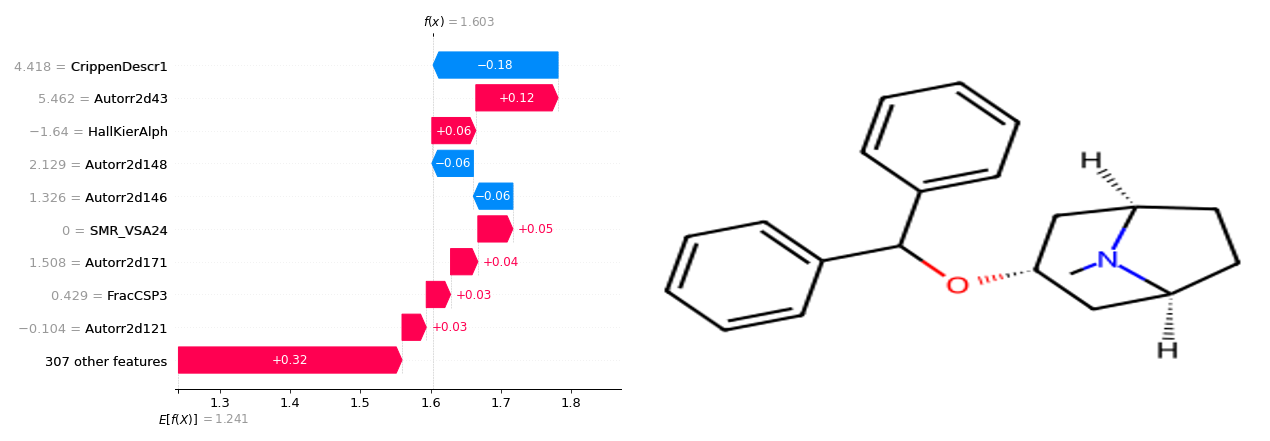 f(x) = 1.603
4.418 = CrippenDescr1
−0.18
5.462 = Autorr2d43
+0.12
−1.64 = HallKierAlph
+0.06
2.129 = Autorr2d148
−0.06
1.326 = Autorr2d146
−0.06
0 = SMR_VSA24
+0.05
1.508 = Autorr2d171
+0.04
0.429 = FracCSP3
+0.03
−0.104 = Autorr2d121
+0.03
307 other features
+0.32
1.3 1.4 1.5 1.6 1.7 1.8
E[f(X)] = 1.241
H
N
O
H